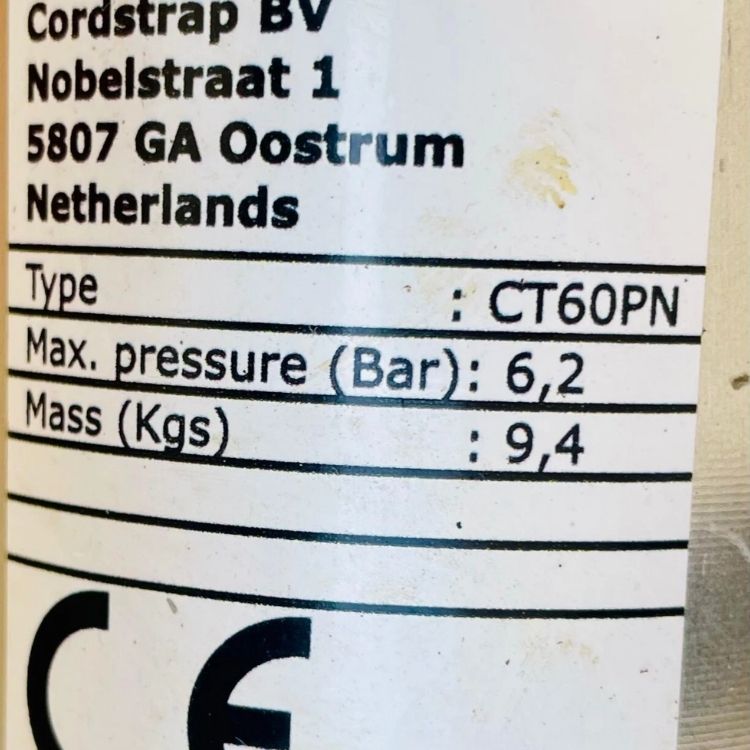 Cordstrap BV
Nobelstraat 1
5807 GA Oostrum
Netherlands
Type : CT60PN
Max. pressure (Bar): 6,2
Mass (Kgs) : 9,4
CE